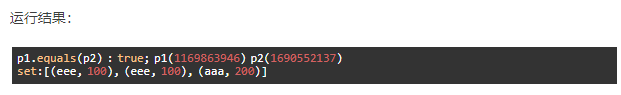 运行结果:
p1.equals(p2) : true; p1(1169863946) p2(1690552137)
set:[(eee, 100), (eee, 100), (aaa, 200)]